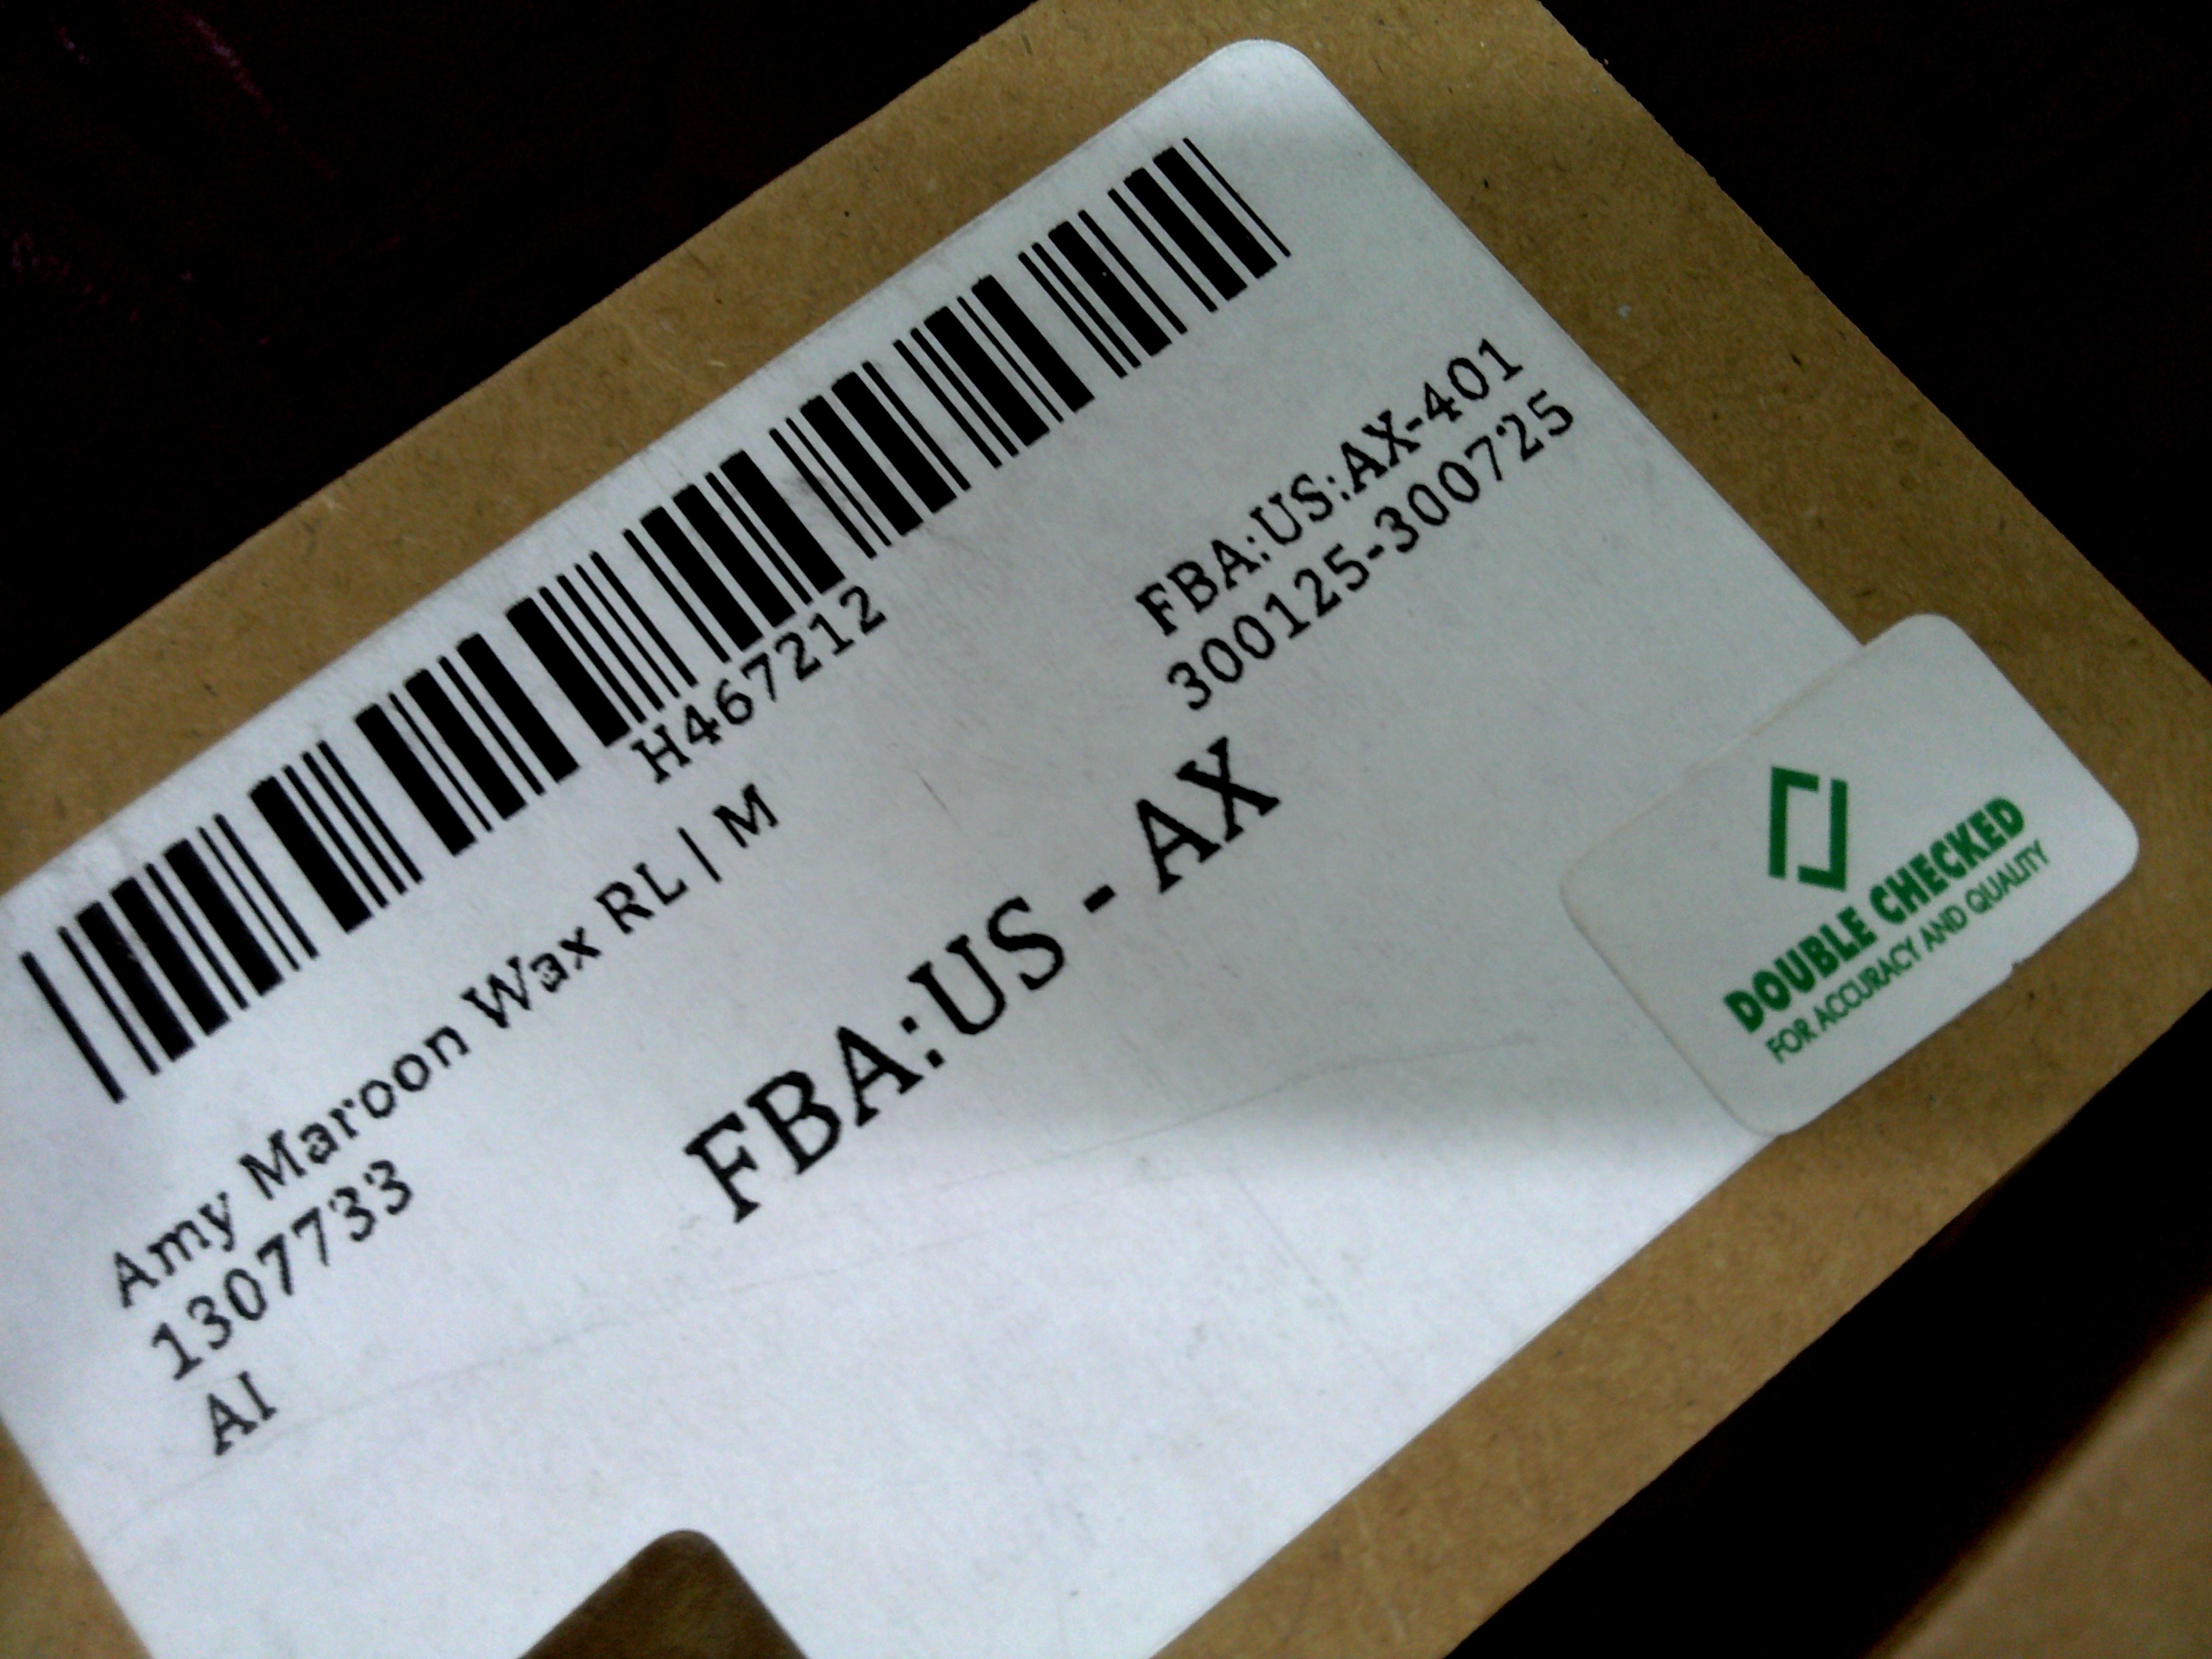 H467212
Amy Maroon Wax RL | M
1307733
AI
FBA:US:AX-401
300125-300725
FBA:US - AX
DOUBLE CHECKED
FOR ACCURACY AND QUALITY